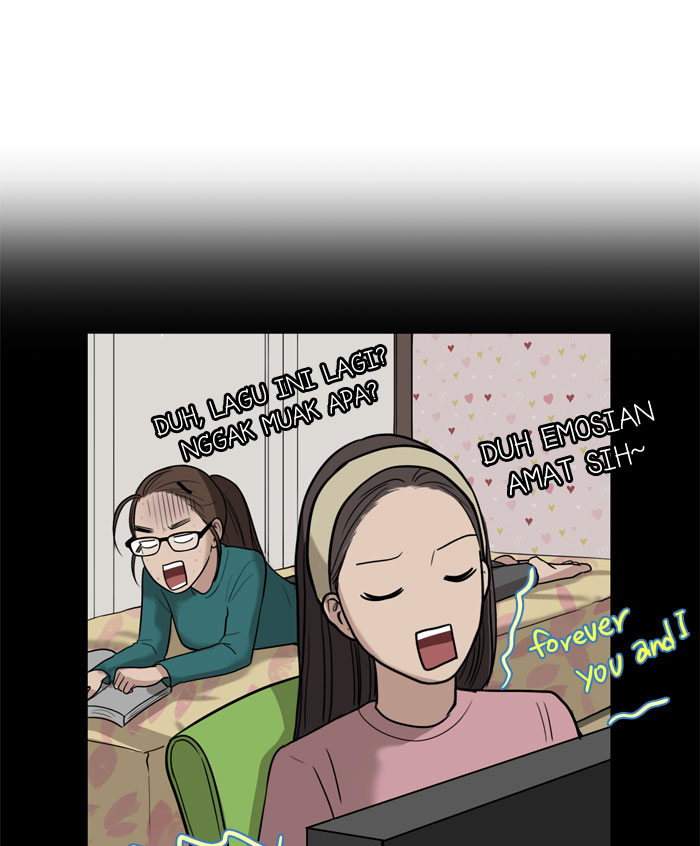 DUH, LAGU INI LAGI?
NGGAK MUAK APA?
DUH EMOSIAN
AMAT SIH~
forever
you and I